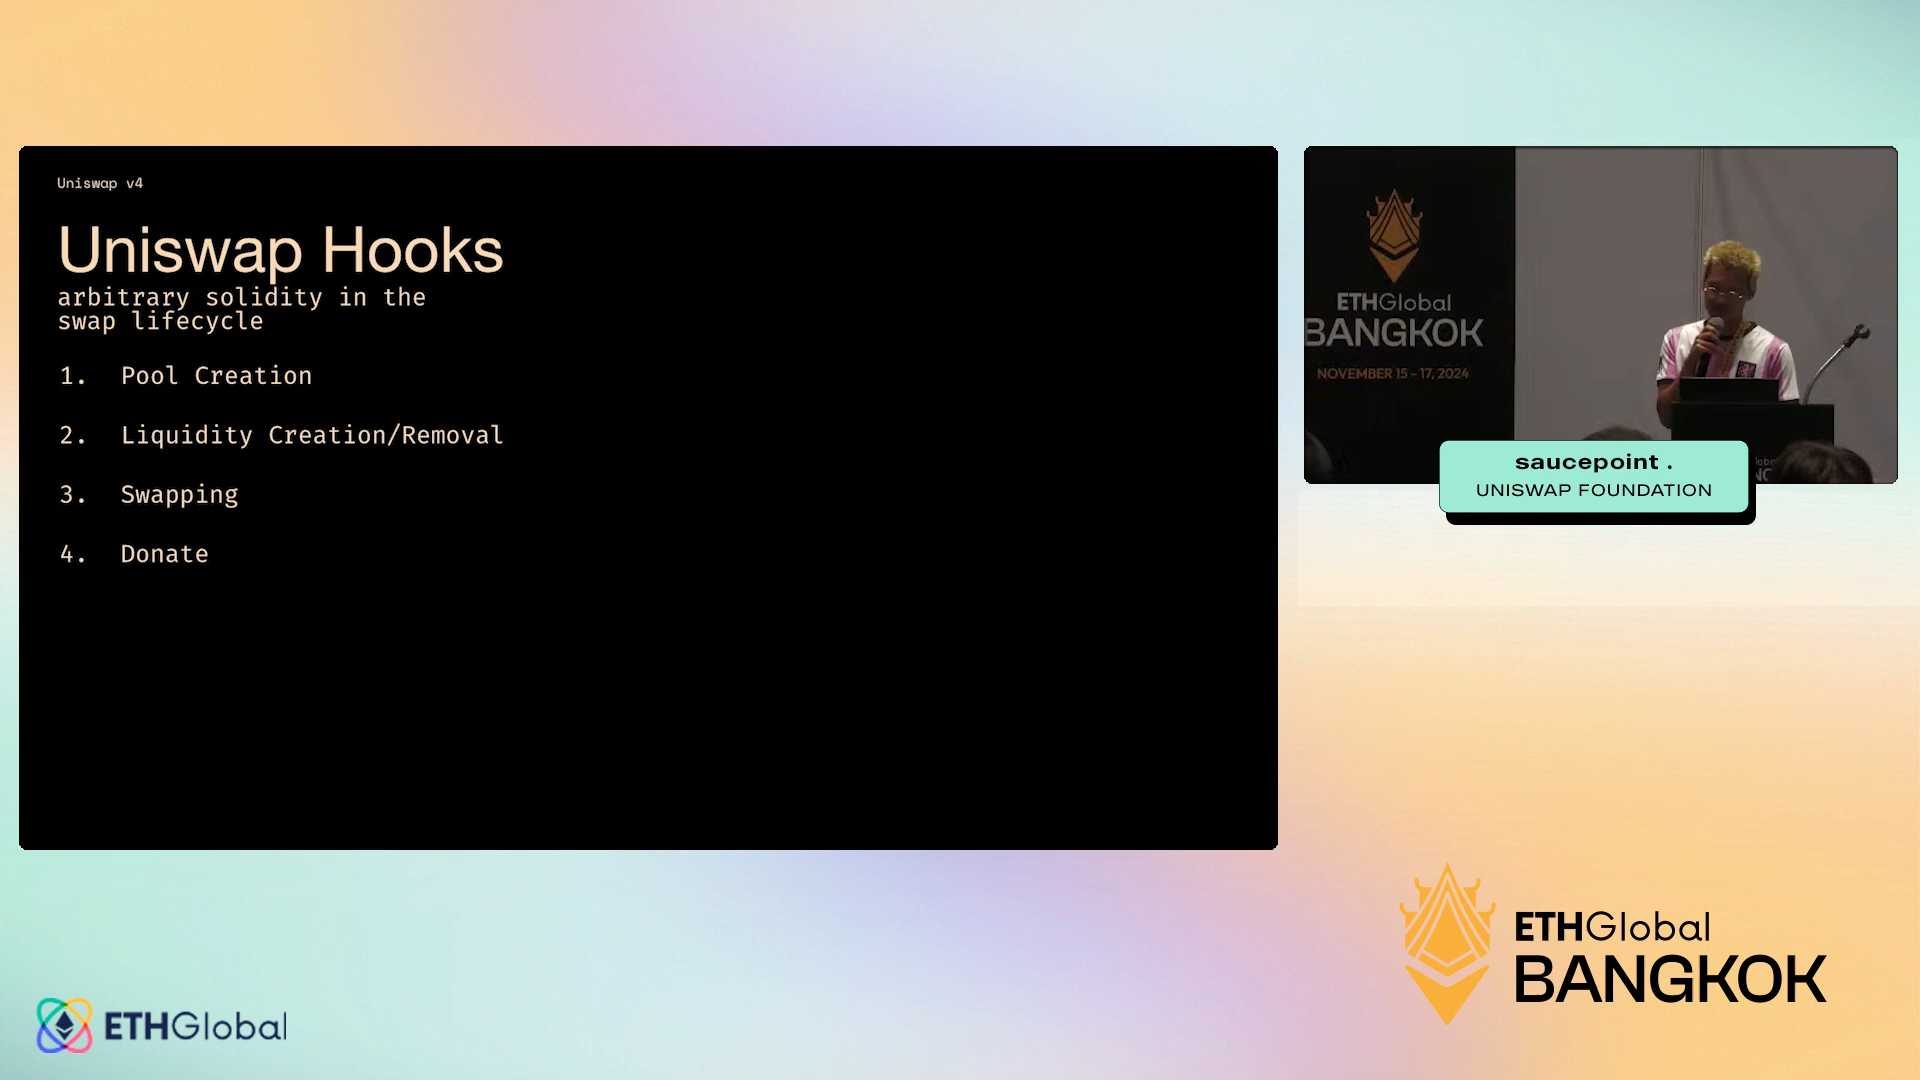 Uniswap v4
Uniswap Hooks
arbitrary solidity in the
swap lifecycle
1. Pool Creation
2. Liquidity Creation/Removal
3. Swapping
4. Donate
ETHGlobal
BANGKOK
NOVEMBER 15 - 17, 2024
saucepoint .
UNISWAP FOUNDATION
ETHGlobal
BANGKOK
ETHGlobal